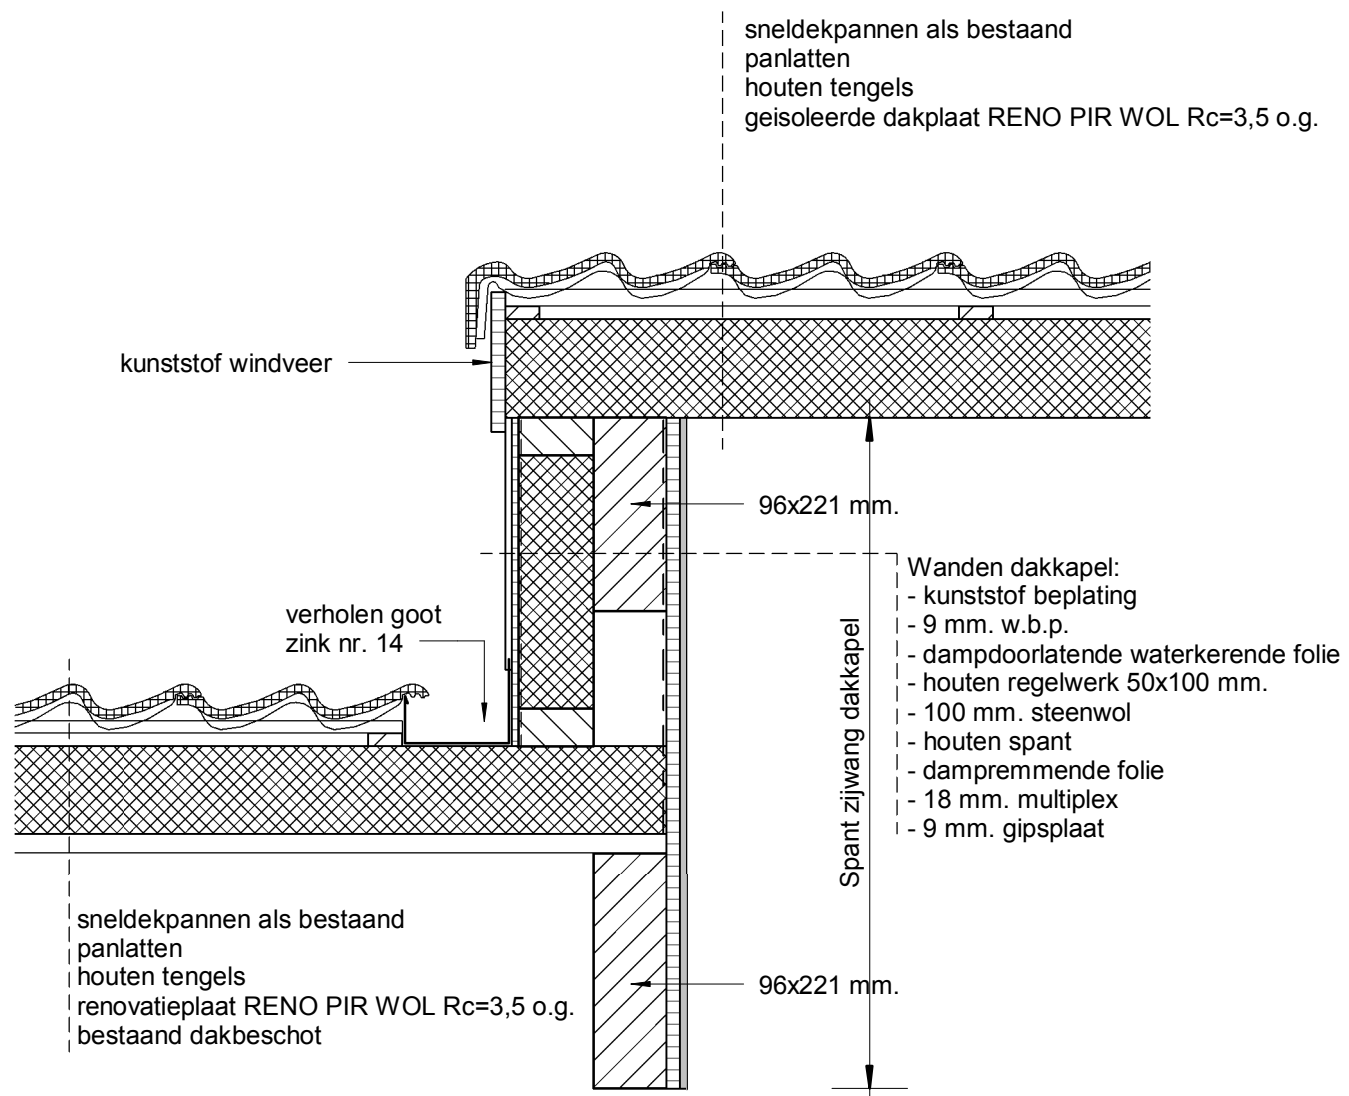 sneldekpannen als bestaand
panlatten
houten tengels
geisoleerde dakplaat RENO PIR WOL Rc=3,5 o.g.
kunststof windveer
96x221 mm.
Wanden dakkapel:
- kunststof beplating
- 9 mm. w.b.p.
- dampdoorlatende waterkerende folie
- houten regelwerk 50x100 mm.
- 100 mm. steenwol
- houten spant
- dampremmende folie
- 18 mm. multiplex
- 9 mm. gipsplaat
verholen goot
zink nr. 14
Spant zijwang dakkapel
sneldekpannen als bestaand
panlatten
houten tengels
renovatieplaat RENO PIR WOL Rc=3,5 o.g.
bestaand dakbeschot
96x221 mm.